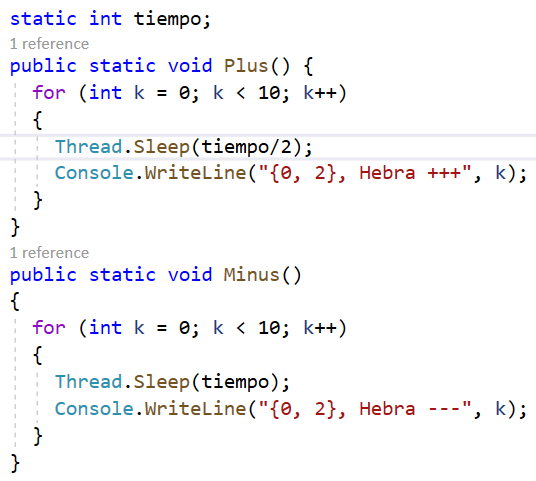 static int tiempo;
1 reference
public static void Plus() {
for (int k = 0; k < 10; k++)
{
Thread.Sleep(tiempo/2);
Console.WriteLine("{0, 2}, Hebra +++", k);
}
}
1 reference
public static void Minus()
{
for (int k = 0; k < 10; k++)
{
Thread.Sleep(tiempo);
Console.WriteLine("{0, 2}, Hebra ---", k);
}
}